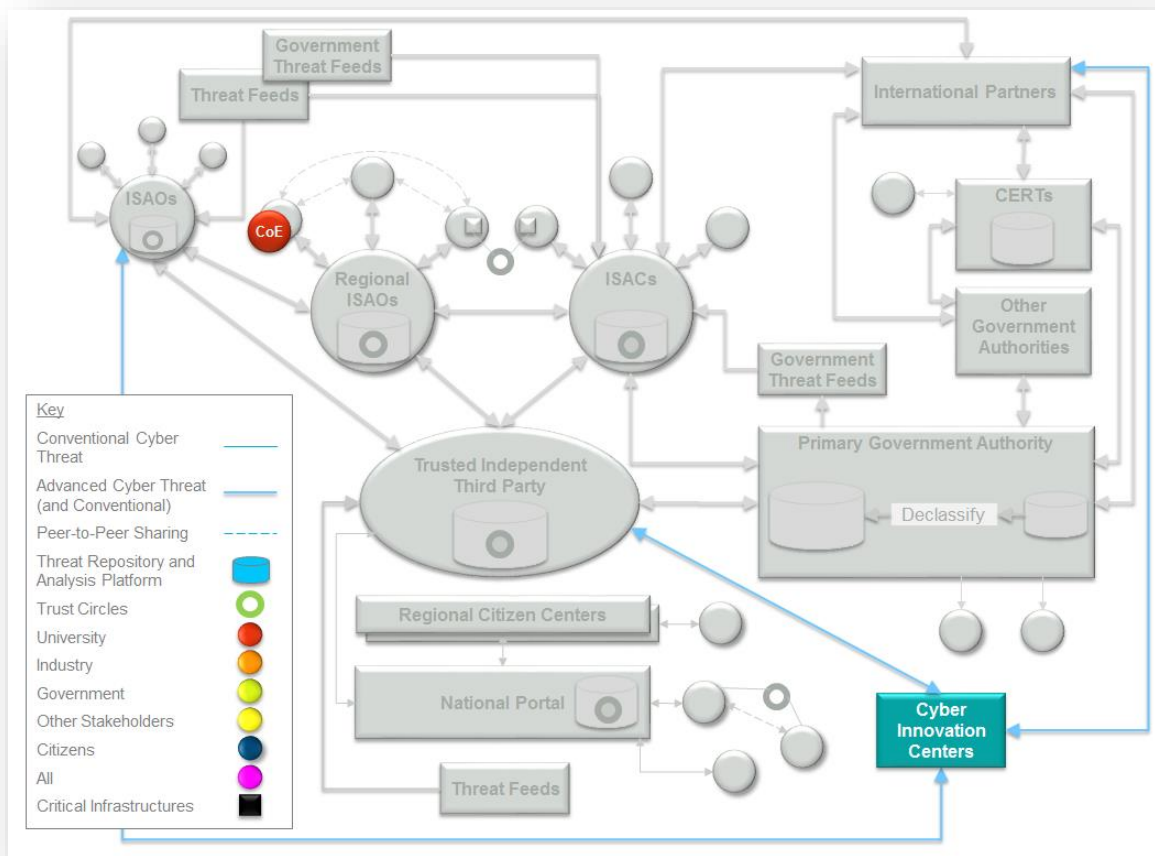 Government
Threat Feeds
Threat Feeds
International Partners
ISAOs
CERTs
CoE
Regional
ISAOs
ISACs
Other
Government
Authorities
Government
Threat Feeds
Key
Conventional Cyber
Threat
Advanced Cyber Threat
(and Conventional)
Peer-to-Peer Sharing
Threat Repository and
Analysis Platform
Trust Circles
University
Industry
Government
Other Stakeholders
Citizens
All
Critical Infrastructures
Trusted Independent
Third Party
Primary Government Authority
Declassify
Regional Citizen Centers
National Portal
Threat Feeds
Cyber
Innovation
Centers